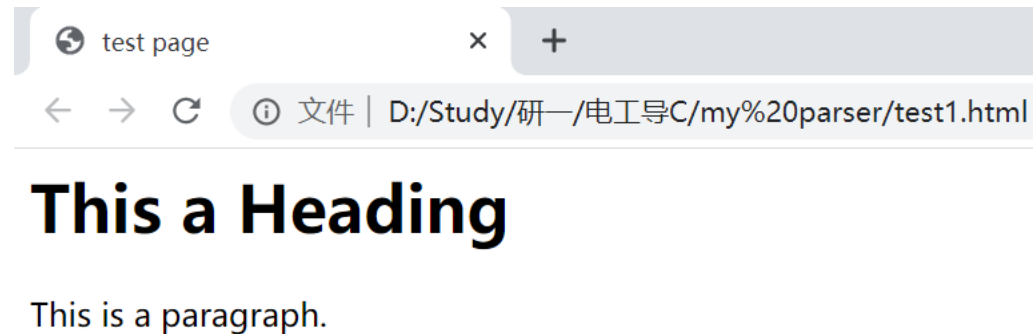 test page
文件 D:/Study/研一/电工导C/my%20parser/test1.html
This a Heading
This is a paragraph.